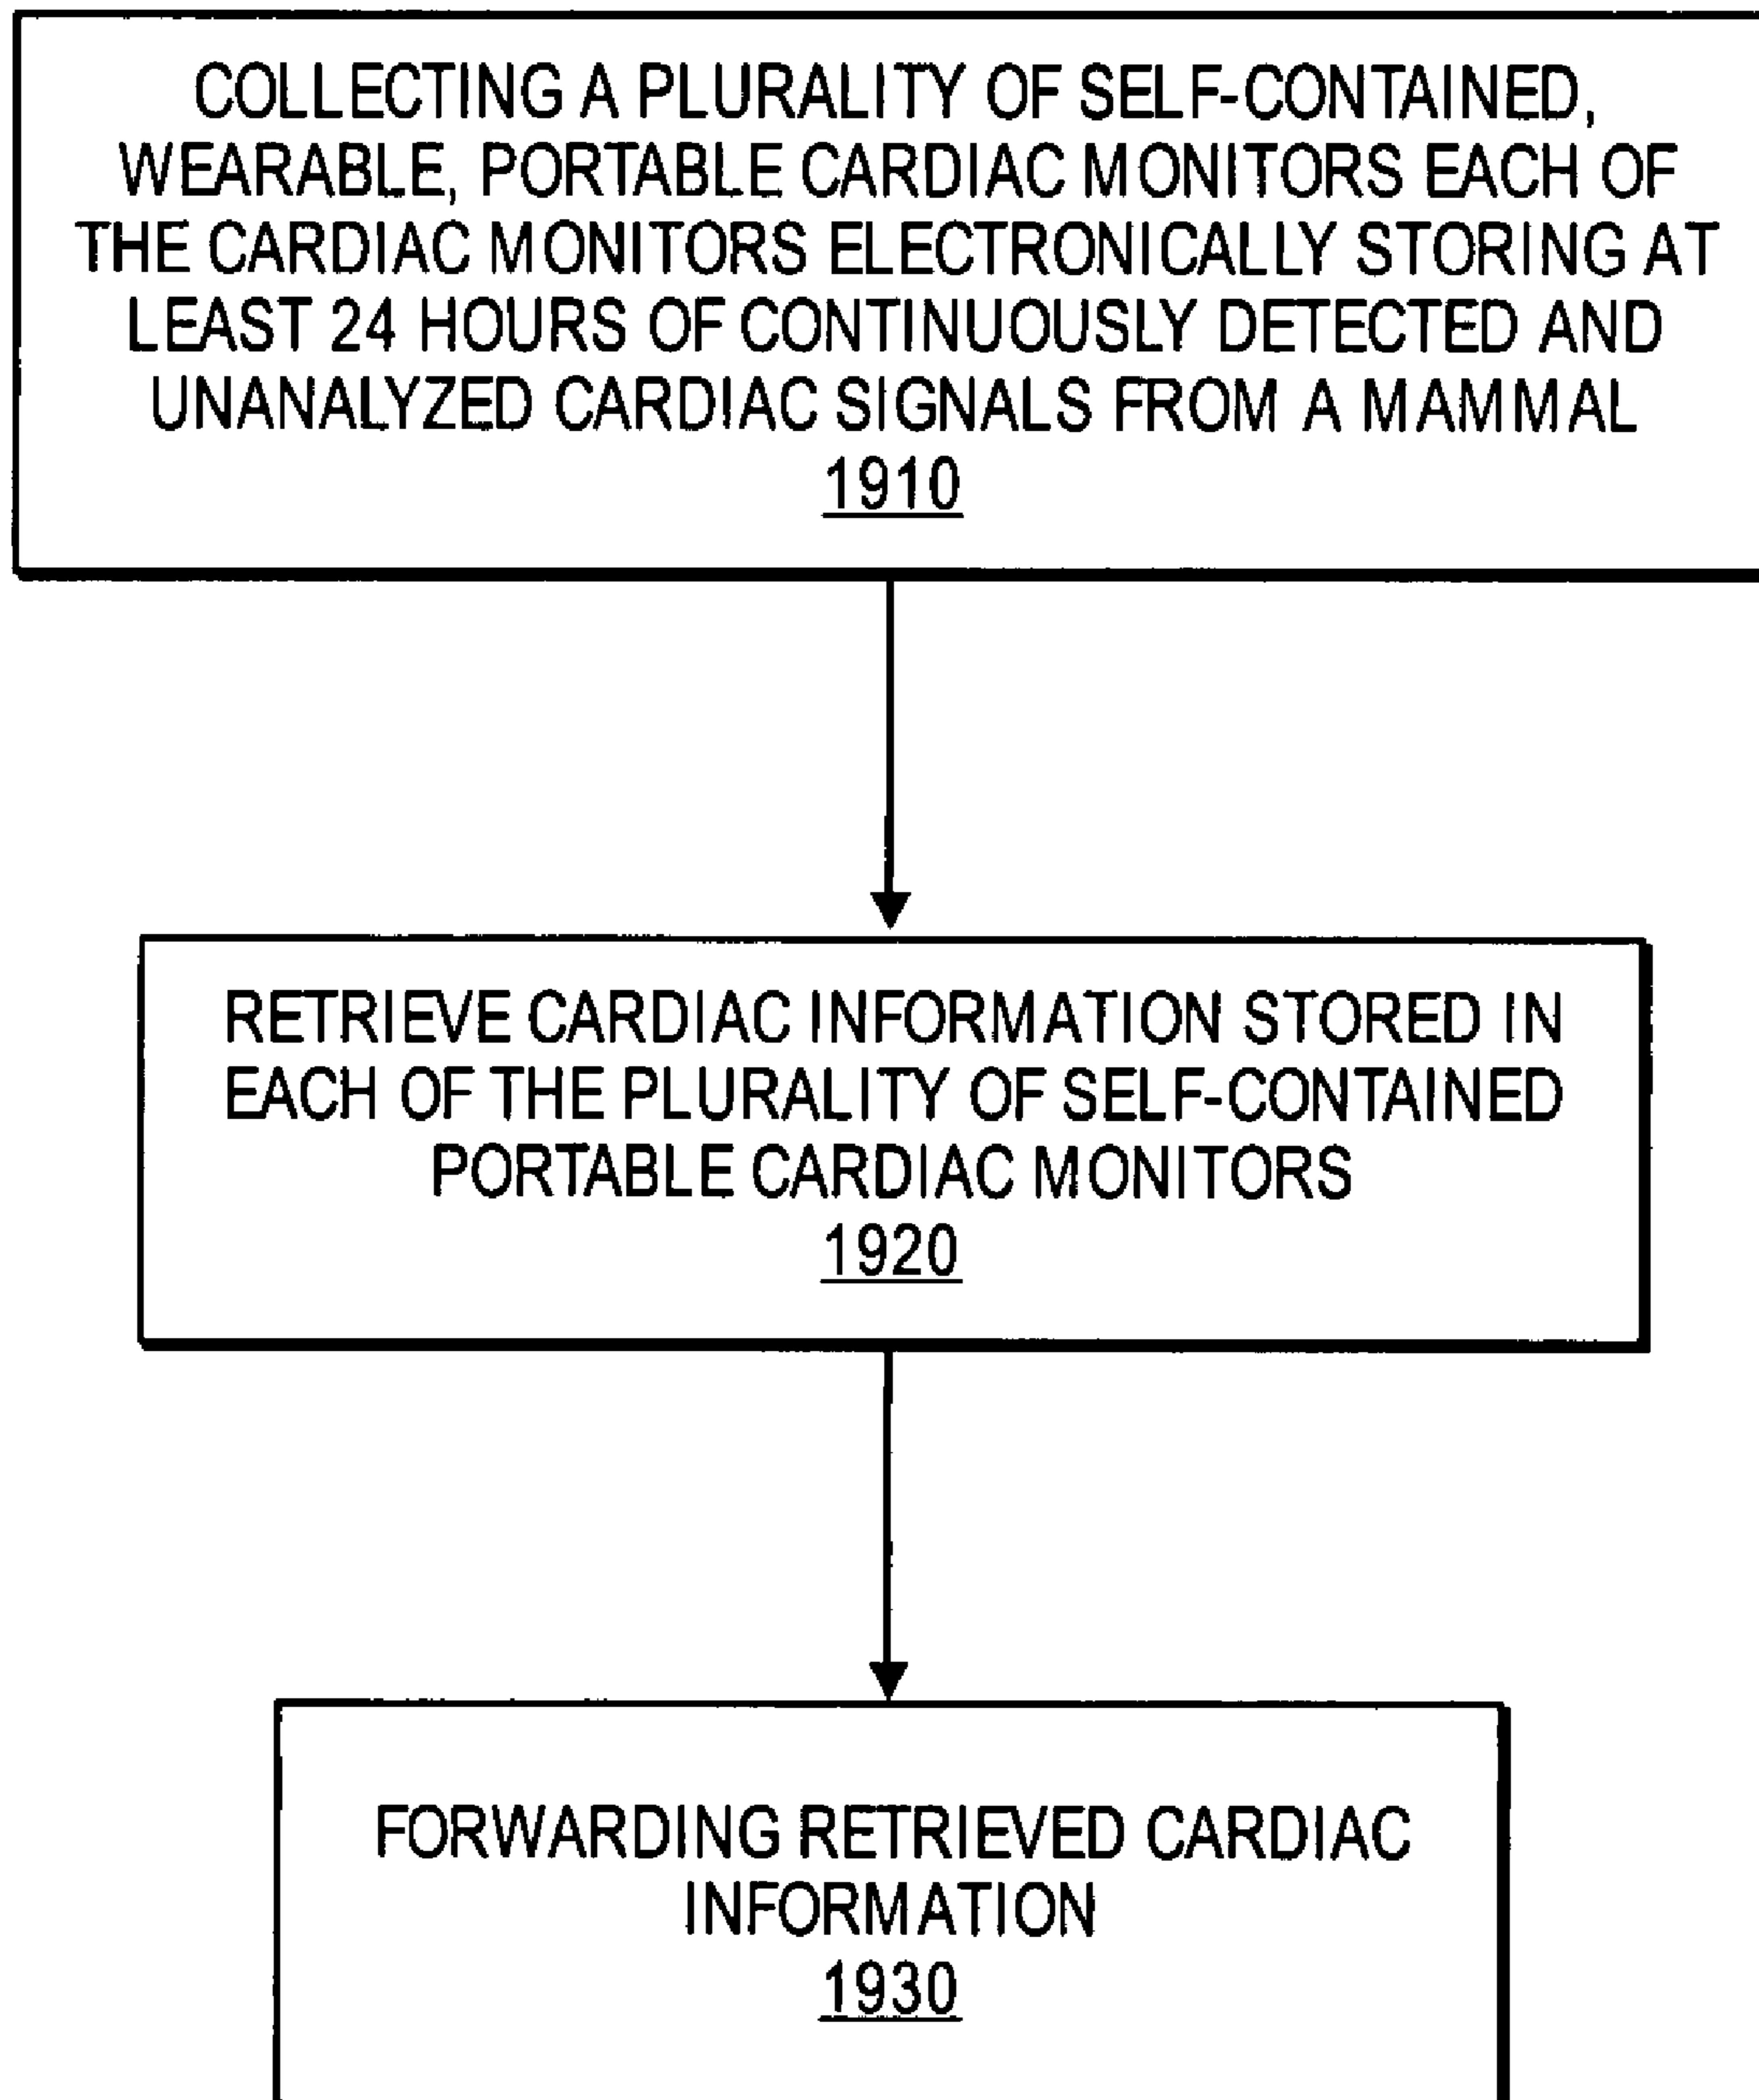 COLLECTING A PLURALITY OF SELF-CONTAINED,
WEARABLE, PORTABLE CARDIAC MONITORS EACH OF
THE CARDIAC MONITORS ELECTRONICALLY STORING AT
LEAST 24 HOURS OF CONTINUOUSLY DETECTED AND
UNANALYZED CARDIAC SIGNALS FROM A MAMMAL
1910
RETRIEVE CARDIAC INFORMATION STORED IN
EACH OF THE PLURALITY OF SELF-CONTAINED
PORTABLE CARDIAC MONITORS
1920
FORWARDING RETRIEVED CARDIAC
INFORMATION
1930